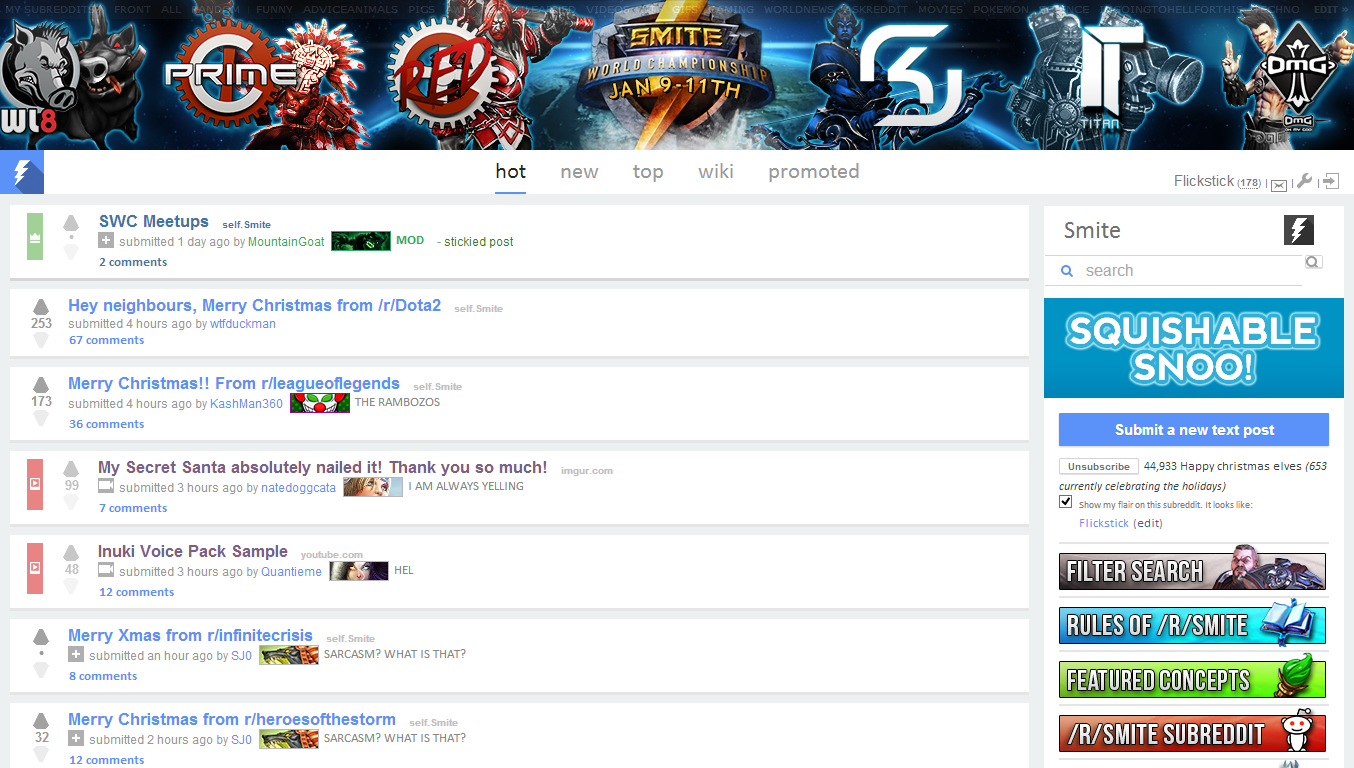 MY SUBREDDITS FRONT ALL RANDOM | FUNNY ADVICEANIMALS PICS VIDEOGAMES GIFS GAMING WORLDNEWS ASKREDDIT MOVIES POKEMON SCIENCE IMGOINGTOHELLFORTHIS TECHNO EDIT »
WL8
PRIME
RED
SMITE
WORLD CHAMPIONSHIP
JAN 9-11TH
SK
TITAN
DMG
DMG
OH MY GOD
hot new top wiki promoted
Flickstick (178) | | |
SWC Meetups self.Smite
submitted 1 day ago by MountainGoat MOD - stickied post
2 comments
Hey neighbours, Merry Christmas from /r/Dota2 self.Smite
253 submitted 4 hours ago by wtfduckman
67 comments
Merry Christmas!! From r/leagueoflegends self.Smite
173 submitted 4 hours ago by KashMan360 THE RAMBOZOS
36 comments
My Secret Santa absolutely nailed it! Thank you so much! imgur.com
99 submitted 3 hours ago by natedoggcata I AM ALWAYS YELLING
7 comments
Inuki Voice Pack Sample youtube.com
48 submitted 3 hours ago by Quantieme HEL
12 comments
Merry Xmas from r/infinitecrisis self.Smite
• submitted an hour ago by SJ0 SARCASM? WHAT IS THAT?
8 comments
Merry Christmas from r/heroesofthestorm self.Smite
32 submitted 2 hours ago by SJ0 SARCASM? WHAT IS THAT?
12 comments
Smite
search
SQUISHABLE
SNOO!
Submit a new text post
Unsubscribe 44,933 Happy christmas elves (653
currently celebrating the holidays)
Show my flair on this subreddit. It looks like:
Flickstick (edit)
FILTER SEARCH
RULES OF /R/SMITE
FEATURED CONCEPTS
/R/SMITE SUBREDDIT